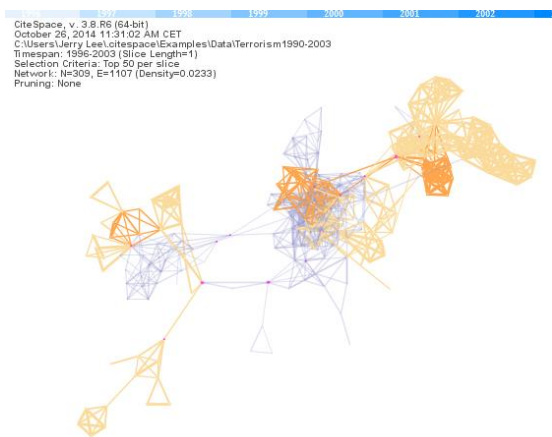 1996 1997 1998 1999 2000 2001 2002
CiteSpace, v. 3.8.R6 (64-bit)
October 26, 2014 11:31:02 AM CET
C:\Users\Jerry Lee\.citespace\Examples\Data\Terrorism1990-2003
Timespan: 1996-2003 (Slice Length=1)
Selection Criteria: Top 50 per slice
Network: N=309, E=1107 (Density=0.0233)
Pruning: None